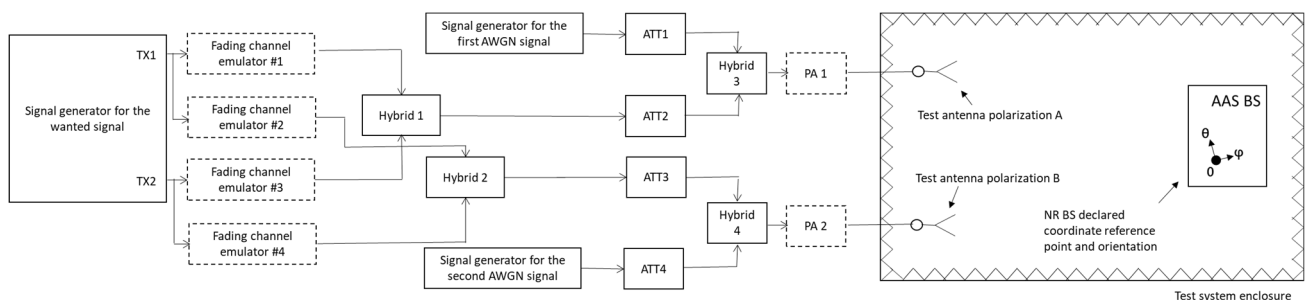 TX1
TX2
Signal generator for the
wanted signal
Fading channel
emulator #1
Fading channel
emulator #2
Fading channel
emulator #3
Fading channel
emulator #4
Hybrid 1
Hybrid 2
Signal generator for the
first AWGN signal
Signal generator for the
second AWGN signal
ATT1
ATT2
ATT3
ATT4
Hybrid
3
Hybrid
4
PA 1
PA 2
Test antenna polarization A
Test antenna polarization B
AAS BS
θ
φ
0
NR BS declared
coordinate reference
point and orientation
Test system enclosure